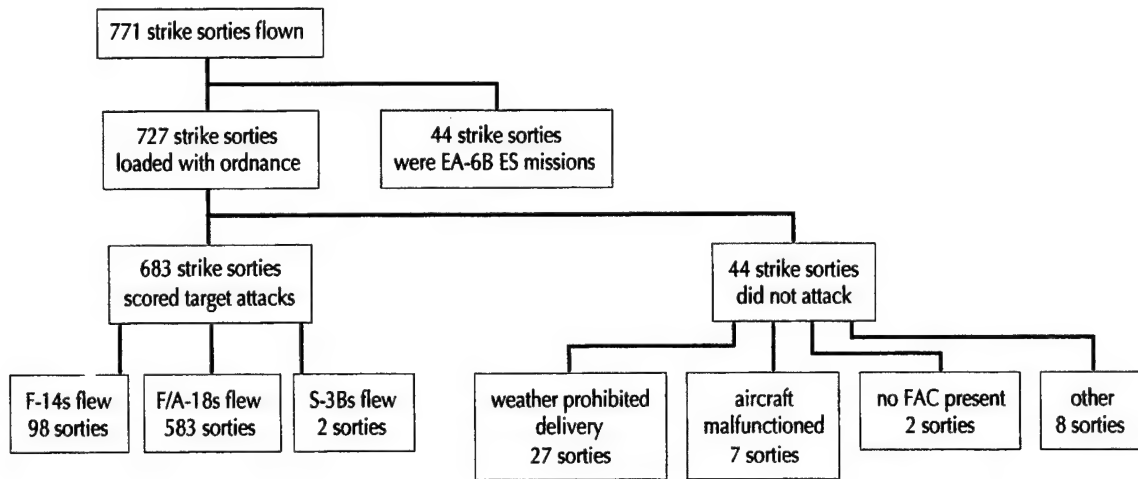 771 strike sorties flown
727 strike sorties
loaded with ordnance
44 strike sorties
were EA-6B ES missions
683 strike sorties
scored target attacks
44 strike sorties
did not attack
F-14s flew
98 sorties
F/A-18s flew
583 sorties
S-3Bs flew
2 sorties
weather prohibited
delivery
27 sorties
aircraft
malfunctioned
7 sorties
no FAC present
2 sorties
other
8 sorties